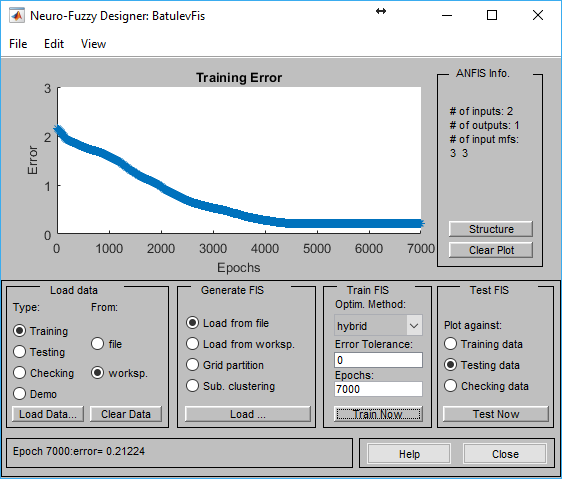 Neuro-Fuzzy Designer: BatulevFis
File Edit View
Training Error
3
2
1
0
Error
0 1000 2000 3000 4000 5000 6000 7000
Epochs
ANFIS Info.
# of inputs: 2
# of outputs: 1
# of input mfs:
3 3
Structure
Clear Plot
Load data
Type: From:
Training
Testing
Checking
Demo
file
worksp.
Load Data...
Clear Data
Generate FIS
Load from file
Load from worksp.
Grid partition
Sub. clustering
Load ...
Train FIS
Optim. Method:
hybrid
Error Tolerance:
0
Epochs:
7000
Train Now
Test FIS
Plot against:
Training data
Testing data
Checking data
Test Now
Epoch 7000:error= 0.21224
Help
Close